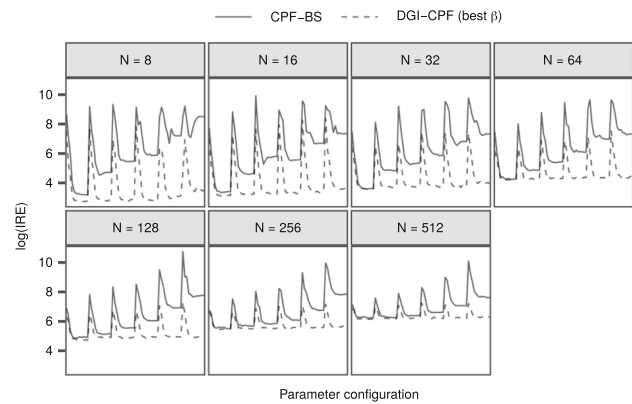 CPF−BS DGI−CPF (best β)
N = 8 N = 16 N = 32 N = 64
10
8
6
4
log(IRE)
N = 128 N = 256 N = 512
10
8
6
4
Parameter configuration